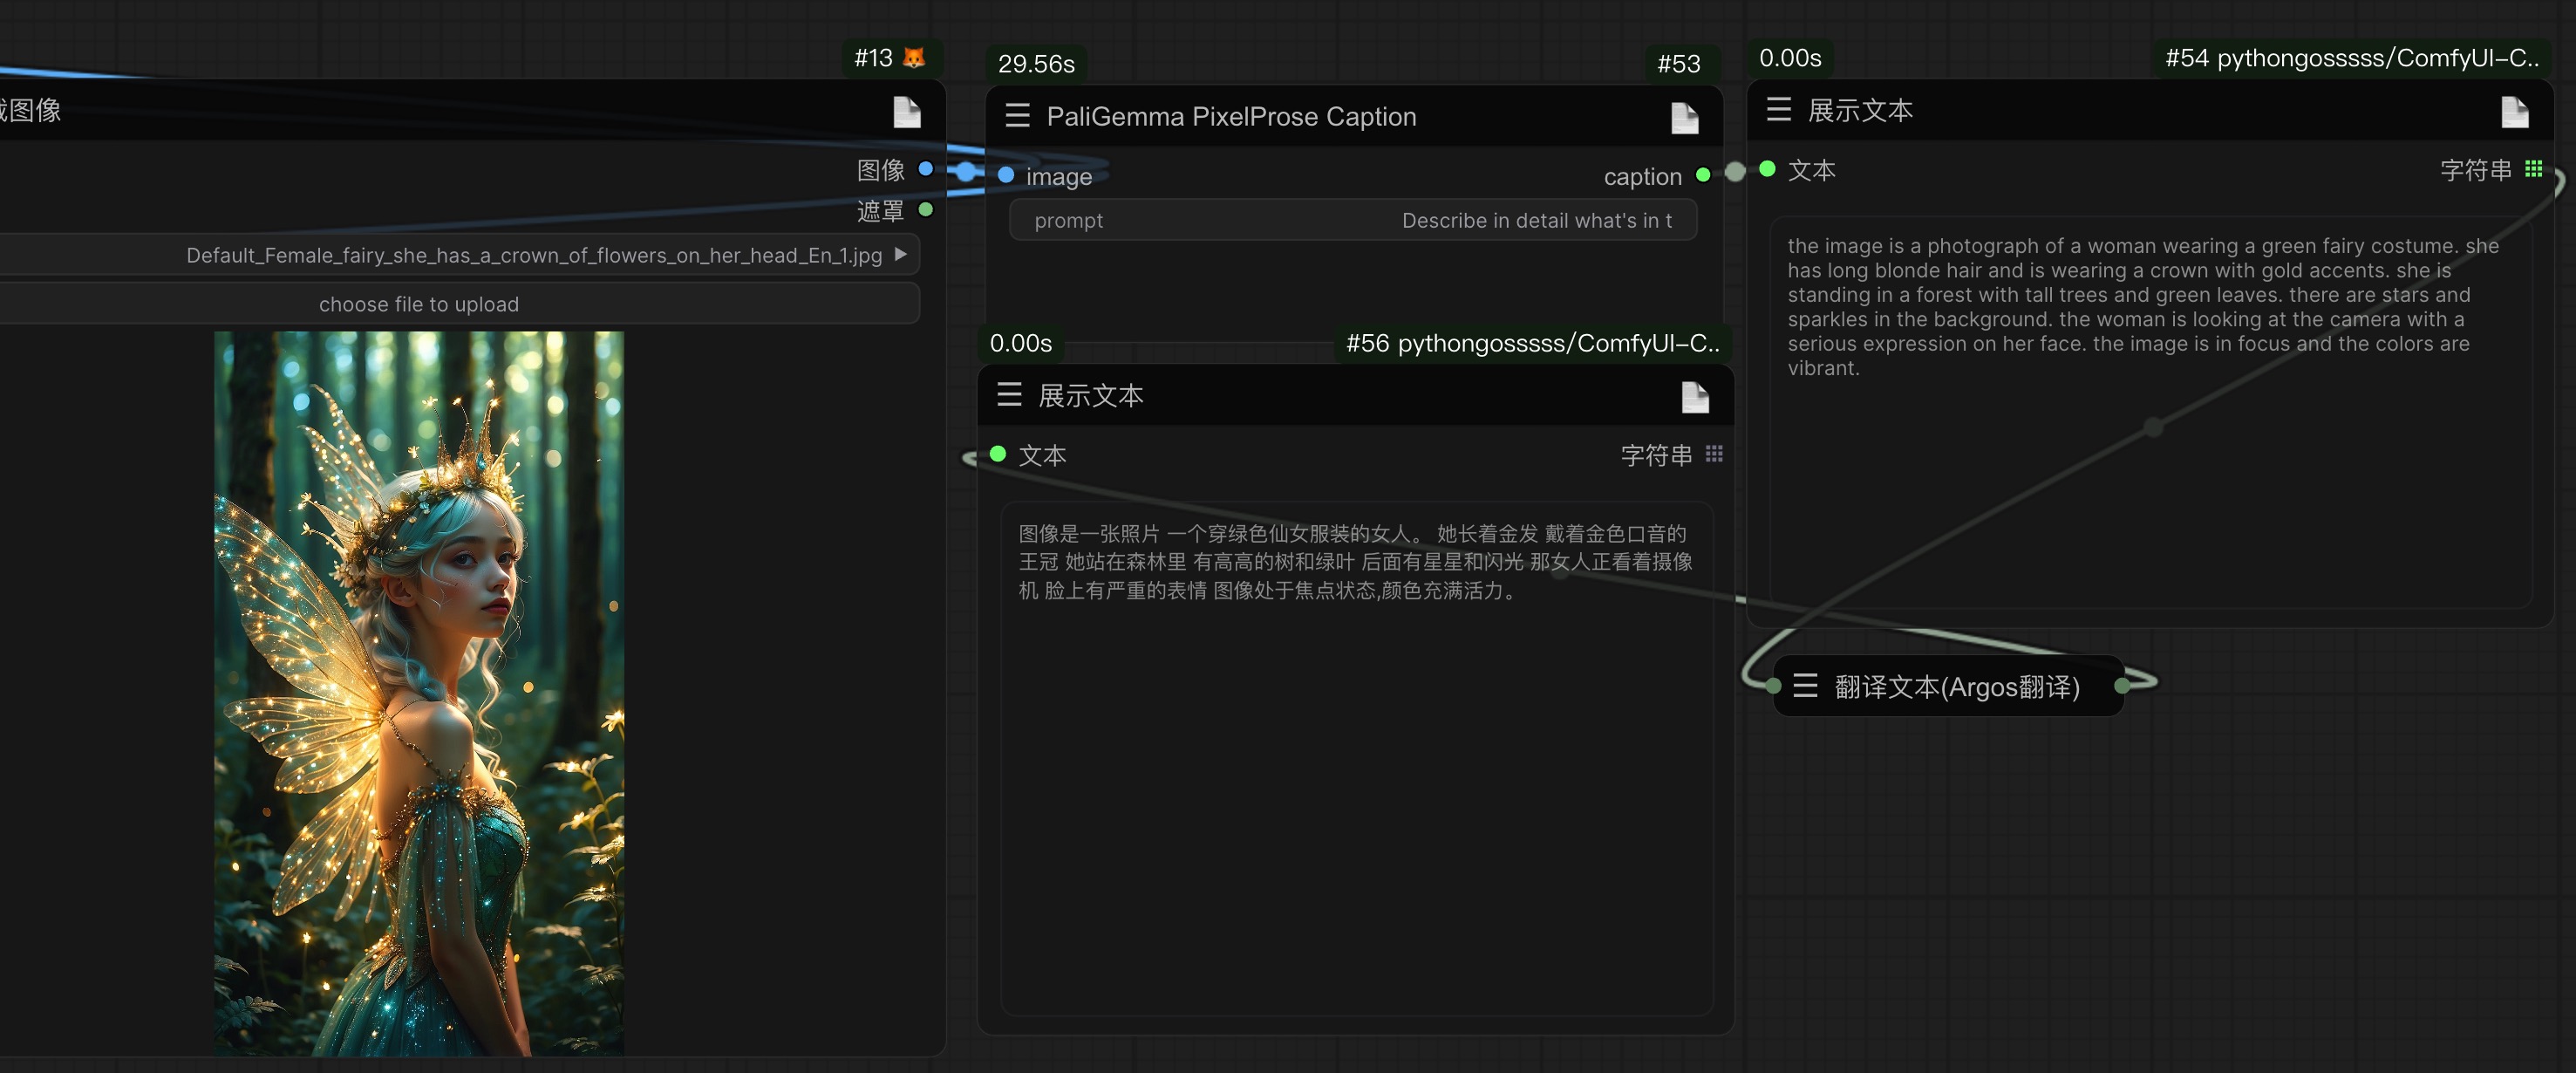 #13
载图像
图像
遮罩
Default_Female_fairy_she_has_a_crown_of_flowers_on_her_head_En_1.jpg
choose file to upload
29.56s
#53
PaliGemma PixelProse Caption
image
caption
prompt
Describe in detail what's in t
0.00s
#54 pythongosssss/ComfyUI-C..
展示文本
文本
字符串
the image is a photograph of a woman wearing a green fairy costume. she
has long blonde hair and is wearing a crown with gold accents. she is
standing in a forest with tall trees and green leaves. there are stars and
sparkles in the background. the woman is looking at the camera with a
serious expression on her face. the image is in focus and the colors are
vibrant.
0.00s
#56 pythongosssss/ComfyUI-C..
展示文本
文本
字符串
图像是一张照片 一个穿绿色仙女服装的女人。 她长着金发 戴着金色口音的
王冠 她站在森林里 有高高的树和绿叶 后面有星星和闪光 那女人正看着摄像
机 脸上有严重的表情 图像处于焦点状态,颜色充满活力。
翻译文本(Argos翻译)